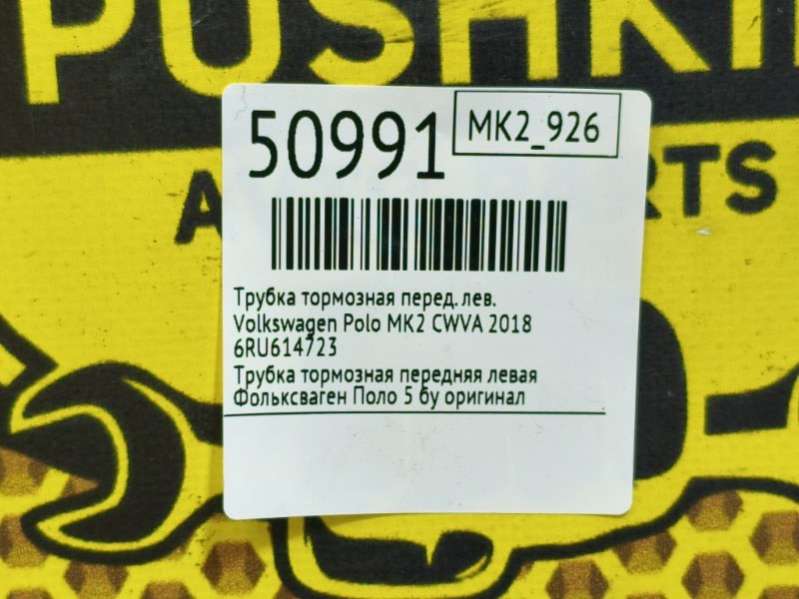 PUSHKI
50991
MK2_926
A
RTS
Трубка тормозная перед. лев.
Volkswagen Polo MK2 CWVA 2018
6RU614723
Трубка тормозная передняя левая
Фольксваген Поло 5 бу оригинал